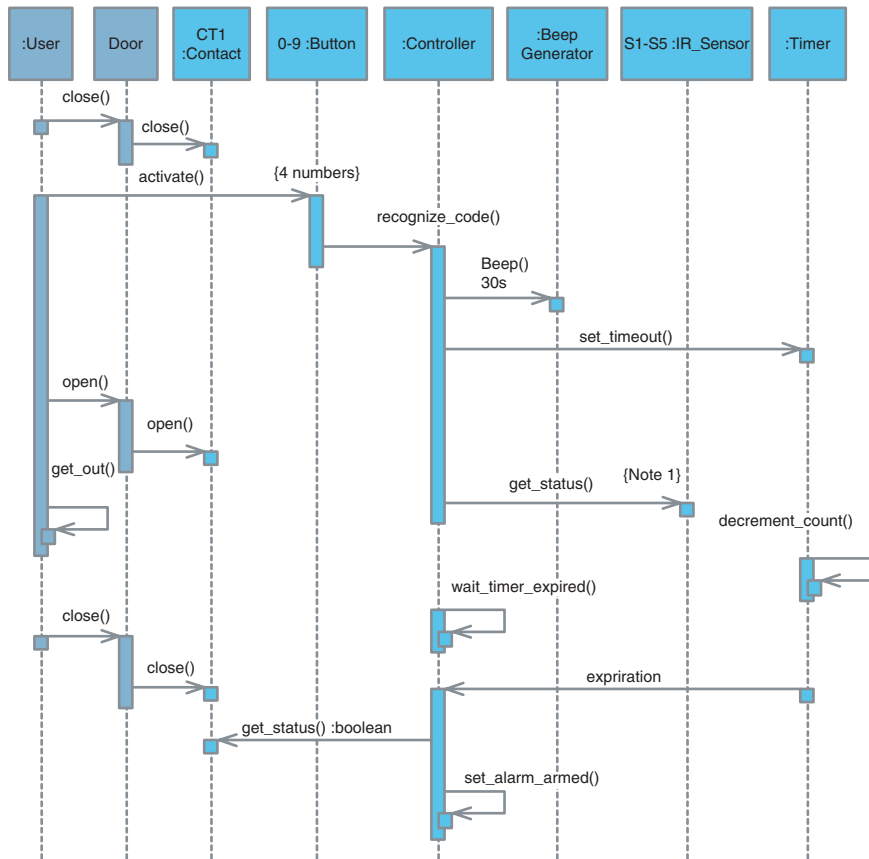 :User
Door
CT1
:Contact
0-9 :Button
:Controller
:Beep
Generator
S1-S5 :IR_Sensor
:Timer
close()
close()
activate()
{4 numbers}
recognize_code()
Beep()
30s
set_timeout()
open()
open()
get_out()
get_status()
{Note 1}
decrement_count()
wait_timer_expired()
close()
close()
expriration
get_status() :boolean
set_alarm_armed()